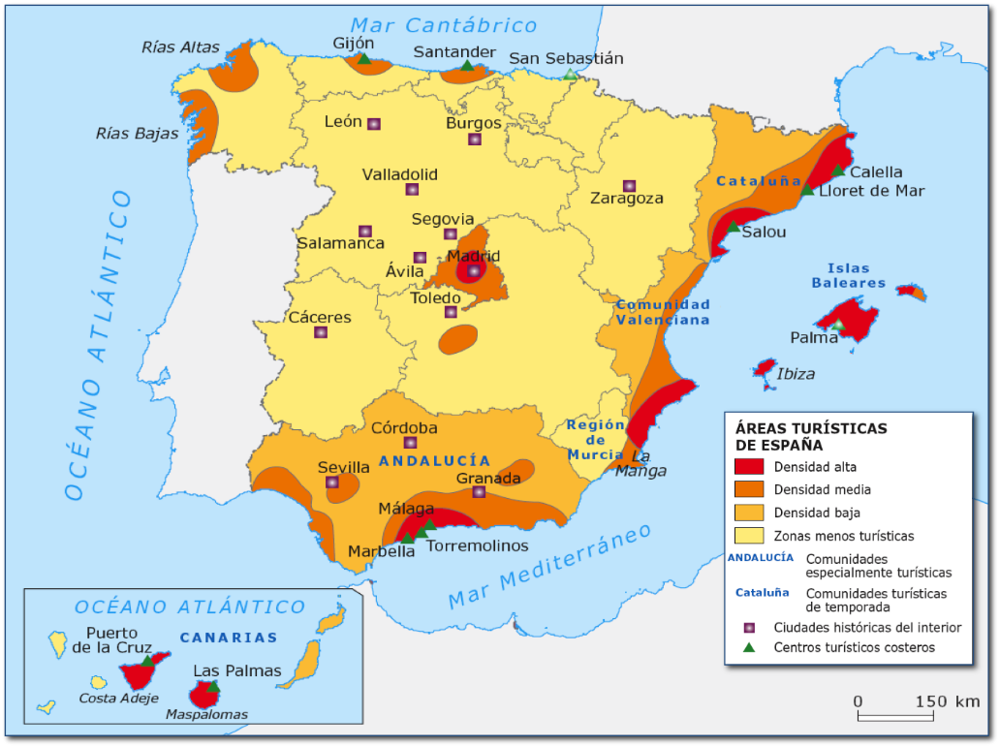 Mar Cantábrico
Rías Altas
Gijón
Santander
San Sebastián
Rías Bajas
León
Burgos
Valladolid
Zaragoza
Cataluña
Calella
Lloret de Mar
Segovia
Salamanca
Salou
Ávila
Madrid
OCÉANO ATLÁNTICO
Islas
Baleares
Toledo
Cáceres
Comunidad
Valenciana
Palma
Ibiza
Córdoba
Región
de
Murcia
La
Manga
ANDALUCÍA
Sevilla
Granada
Málaga
Marbella
Torremolinos
Mar Mediterráneo
ÁREAS TURÍSTICAS
DE ESPAÑA
Densidad alta
Densidad media
Densidad baja
Zonas menos turísticas
ANDALUCÍA Comunidades
especialmente turísticas
Cataluña Comunidades turísticas
de temporada
Ciudades históricas del interior
Centros turísticos costeros
OCÉANO ATLÁNTICO
CANARIAS
Puerto
de la Cruz
Las Palmas
Costa Adeje
Maspalomas
0 150 km